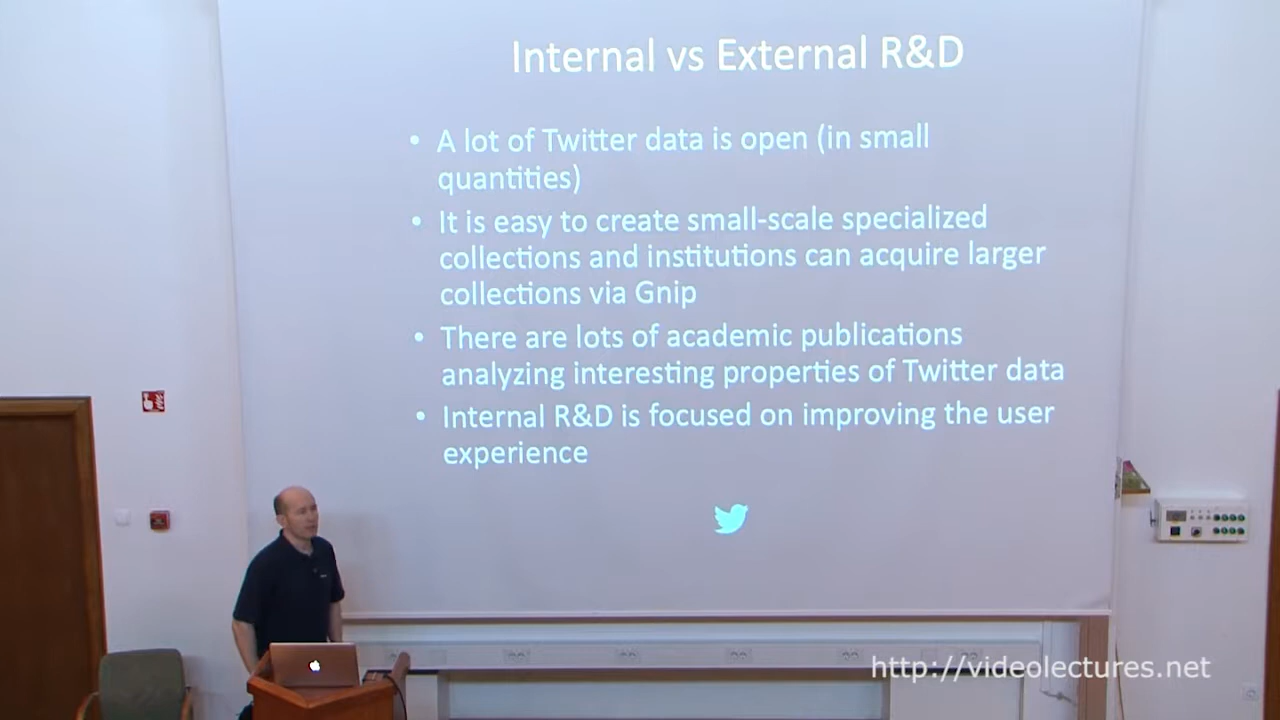 Internal vs External R&D
• A lot of Twitter data is open (in small
quantities)
• It is easy to create small-scale specialized
collections and institutions can acquire larger
collections via Gnip
• There are lots of academic publications
analyzing interesting properties of Twitter data
• Internal R&D is focused on improving the user
experience
http://videolectures.net